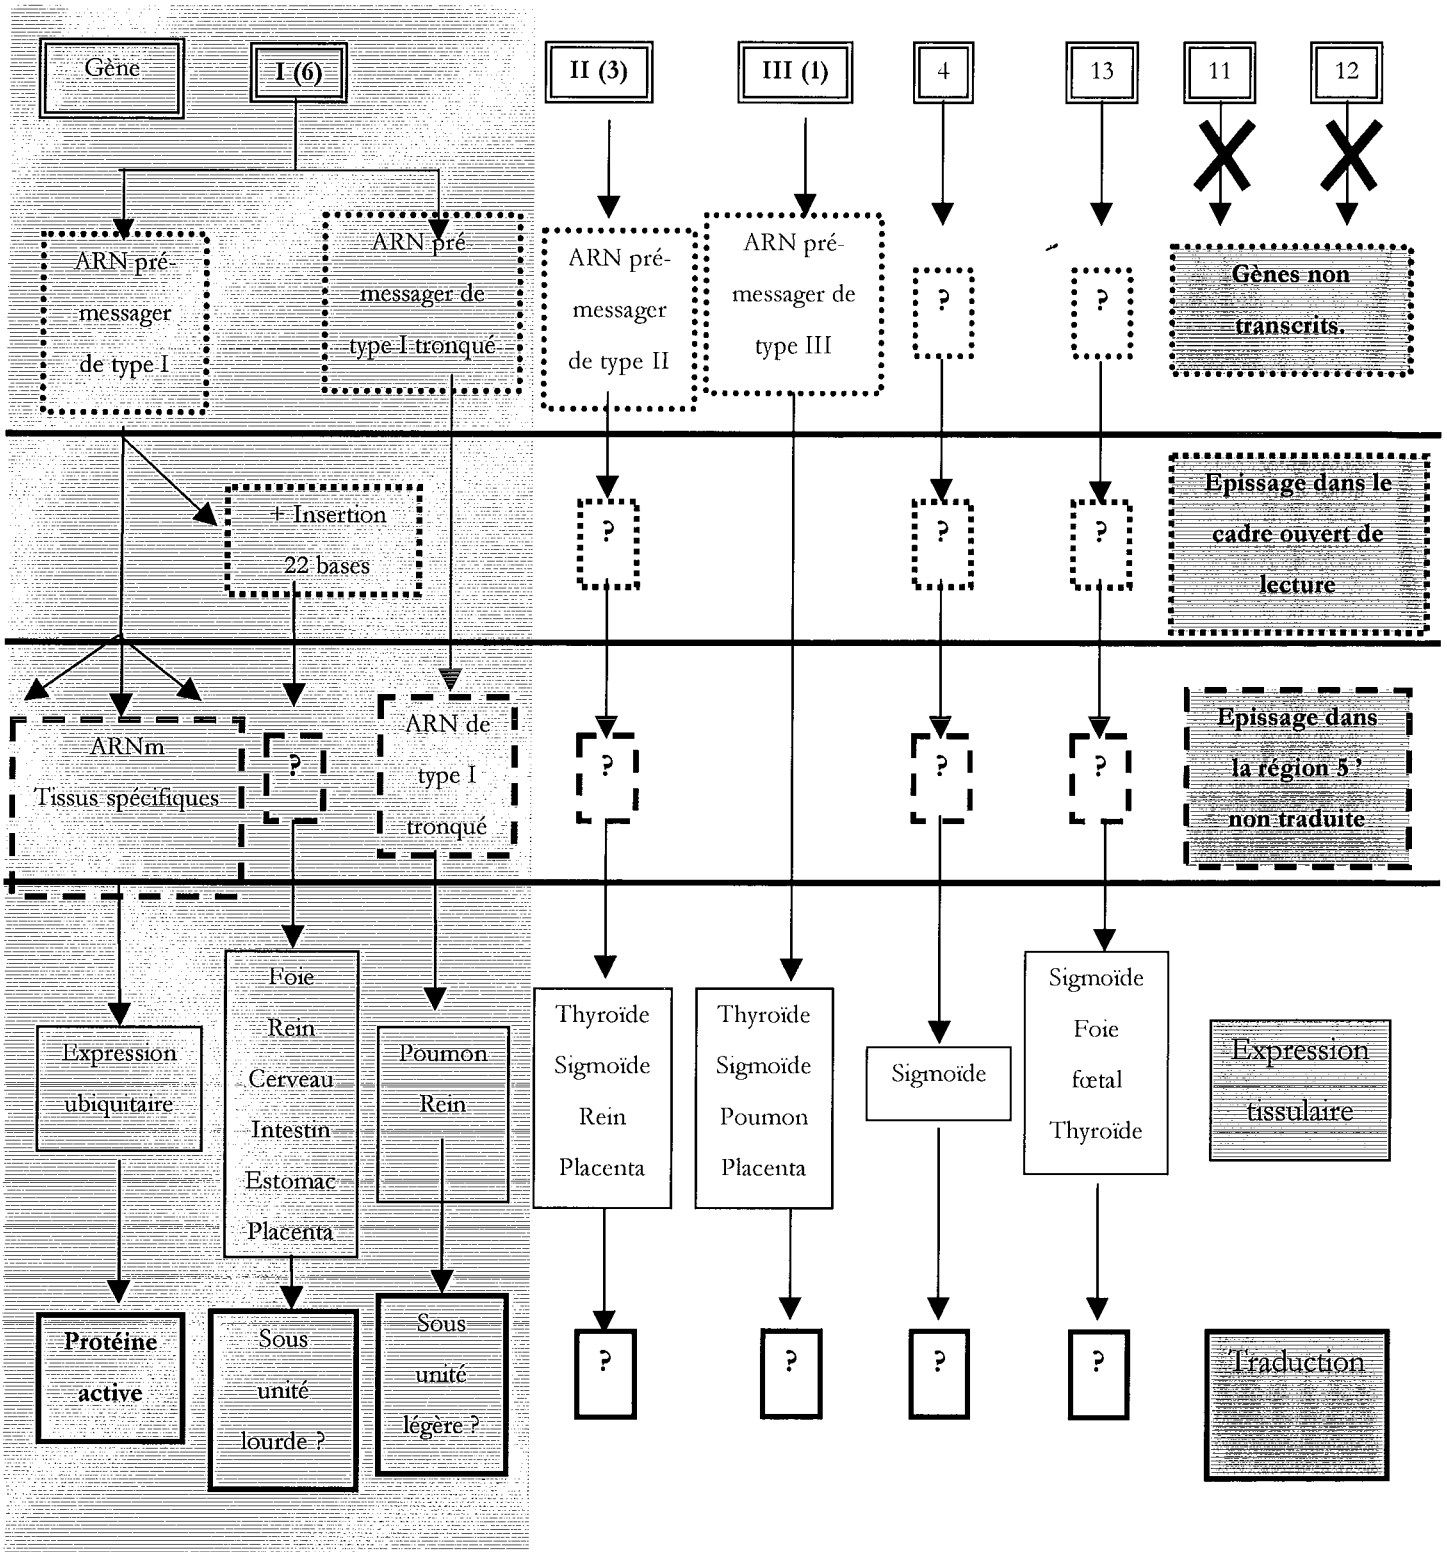 Gène
I (6)
II (3)
III (1)
4
13
11
12
ARN pré-
messager
de type I
ARN pré
messager de
type I tronqué
ARN pré-
messager
de type II
ARN pré-
messager de
type III
?
?
Gènes non
transcrits.
+ Insertion
22 bases
?
?
?
Epissage dans le
cadre ouvert de
lecture
ARNm
Tissus spécifiques
?
ARN de
type I
tronqué
?
?
?
Epissage dans
la région 5 '
non traduite
Expression
ubiquitaire
Foie
Rein
Cerveau
Intestin
Estomac
Placenta
Poumon
Rein
Thyroïde
Sigmoïde
Rein
Placenta
Thyroïde
Sigmoïde
Poumon
Placenta
Sigmoïde
Sigmoïde
Foie
fœtal
Thyroïde
Expression
tissulaire
Protéine
active
Sous
unité
lourde ?
Sous
unité
légère ?
?
?
?
?
Traduction